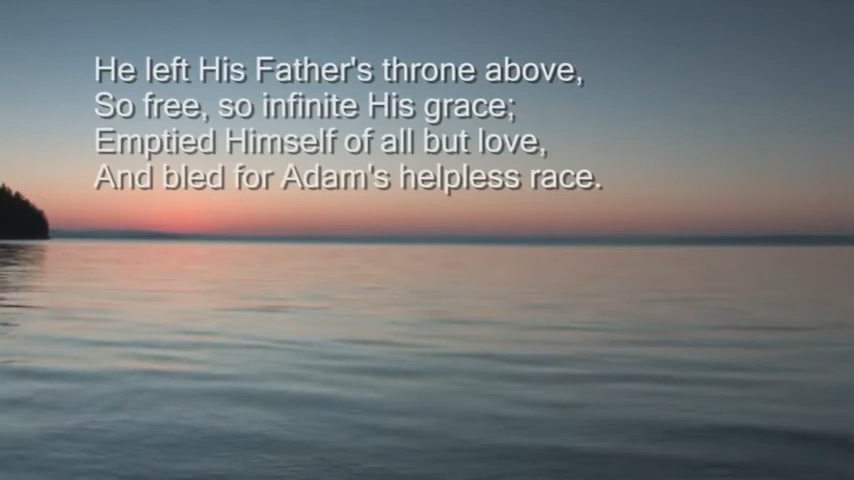 He left His Father's throne above,
So free, so infinite His grace;
Emptied Himself of all but love,
And bled for Adam's helpless race.